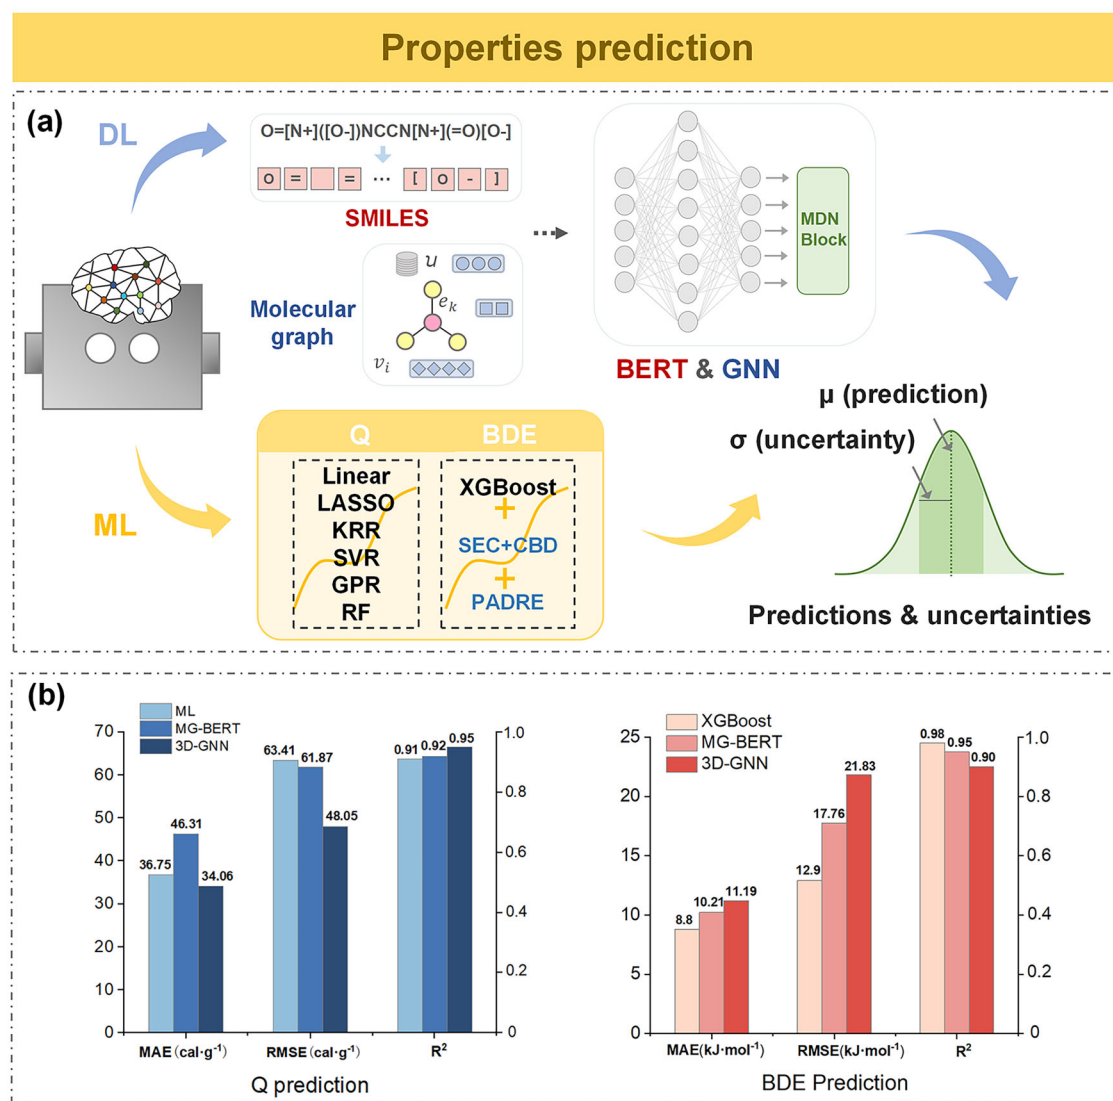 Properties prediction
(a)
DL
O=[N+]([O-])NCCN[N+](=O)[O-]
O = = ··· [ O - ]
SMILES
Molecular
graph
u
e_k
v_i
MDN
Block
BERT & GNN
ML
Q
Linear
LASSO
KRR
SVR
GPR
RF
BDE
XGBoost
+
SEC+CBD
+
PADRE
μ (prediction)
σ (uncertainty)
Predictions & uncertainties
(b)
ML
MG-BERT
3D-GNN
70
60
50
40
30
20
10
0
36.75
46.31
34.06
63.41
61.87
48.05
0.91
0.92
0.95
1.0
0.8
0.6
0.4
0.2
0
MAE(cal·g⁻¹)
RMSE(cal·g⁻¹)
R²
Q prediction
XGBoost
MG-BERT
3D-GNN
25
20
15
10
5
0
8.8
10.21
11.19
12.9
17.76
21.83
0.98
0.95
0.90
1.0
0.8
0.6
0.4
0.2
0
MAE(kJ·mol⁻¹)
RMSE(kJ·mol⁻¹)
R²
BDE Prediction